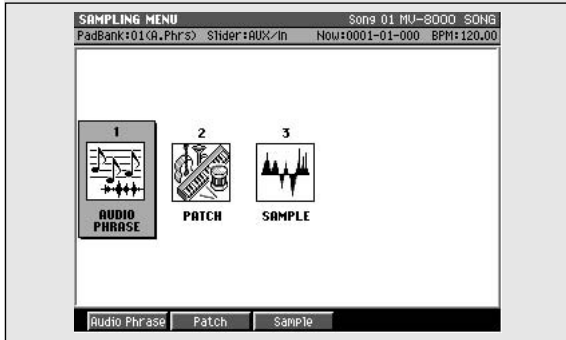 SAMPLING MENU Song 01 MV-8000 SONG
PadBank:01(A.Phrs) Slider:AUX/In Now:0001-01-000 BPM:120.00
1 2 3
AUDIO PHRASE PATCH SAMPLE
Audio Phrase Patch Sample